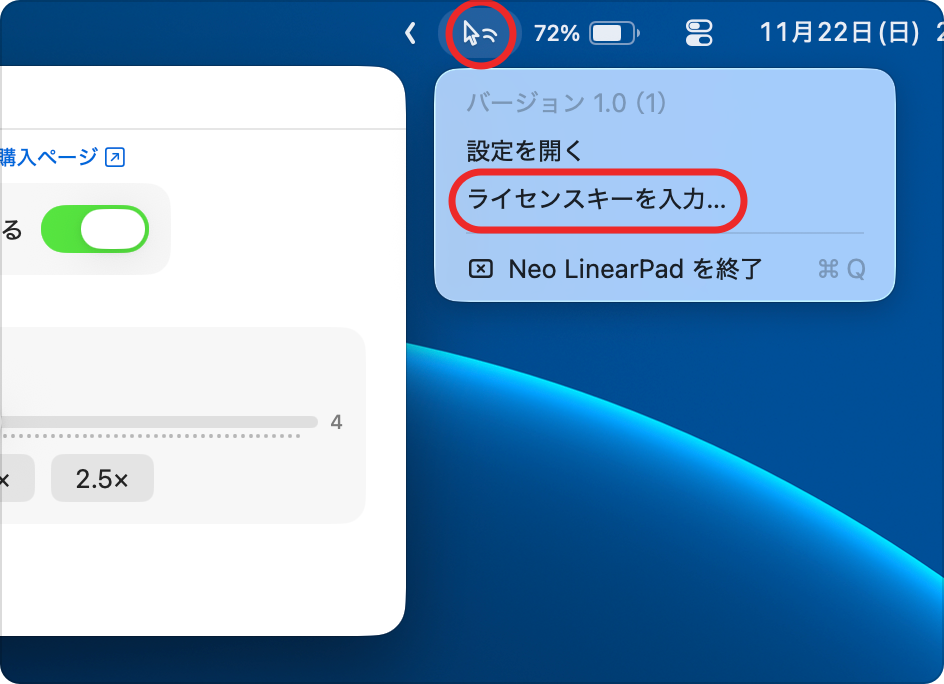 72% 11月22日(日)
バージョン 1.0 (1)
設定を開く
ライセンスキーを入力...
Neo LinearPad を終了 ⌘ Q
購入ページ
る
4
2.5×